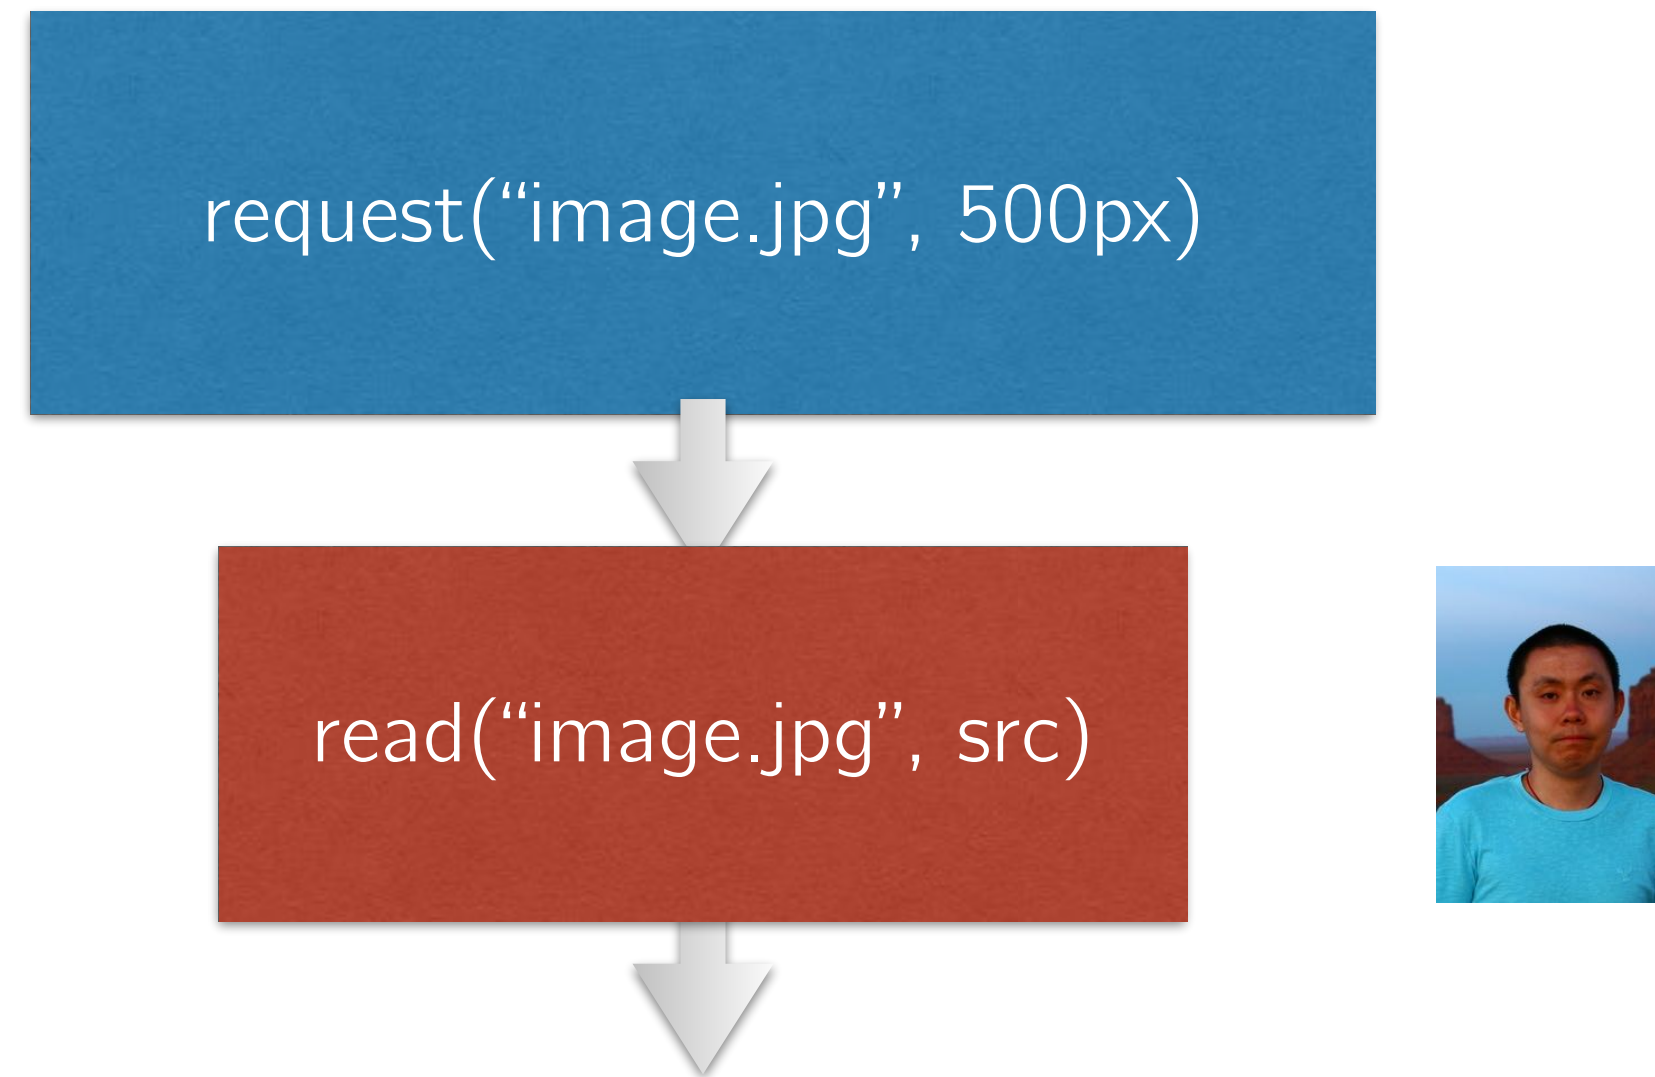 request(“image.jpg”, 500px)
read(“image.jpg”, src)